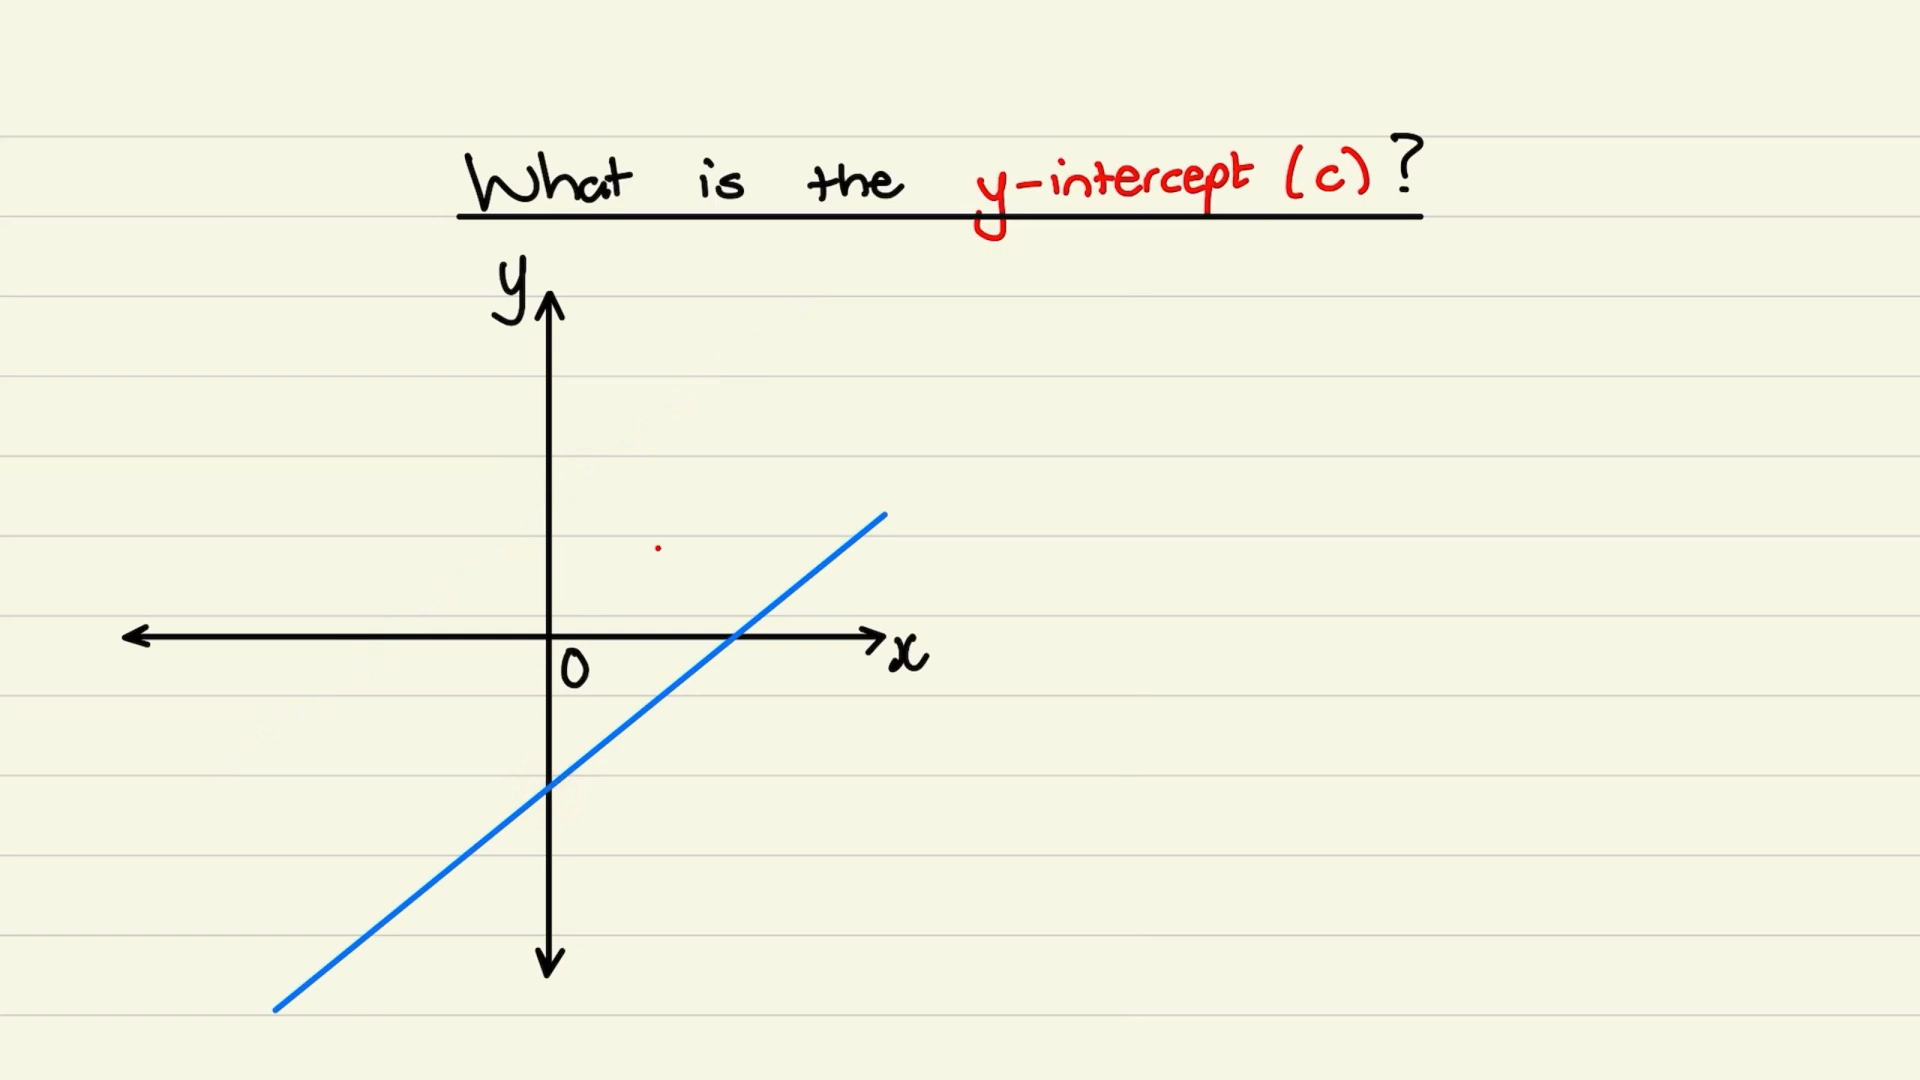 What is the y-intercept (c)?
y
x
0